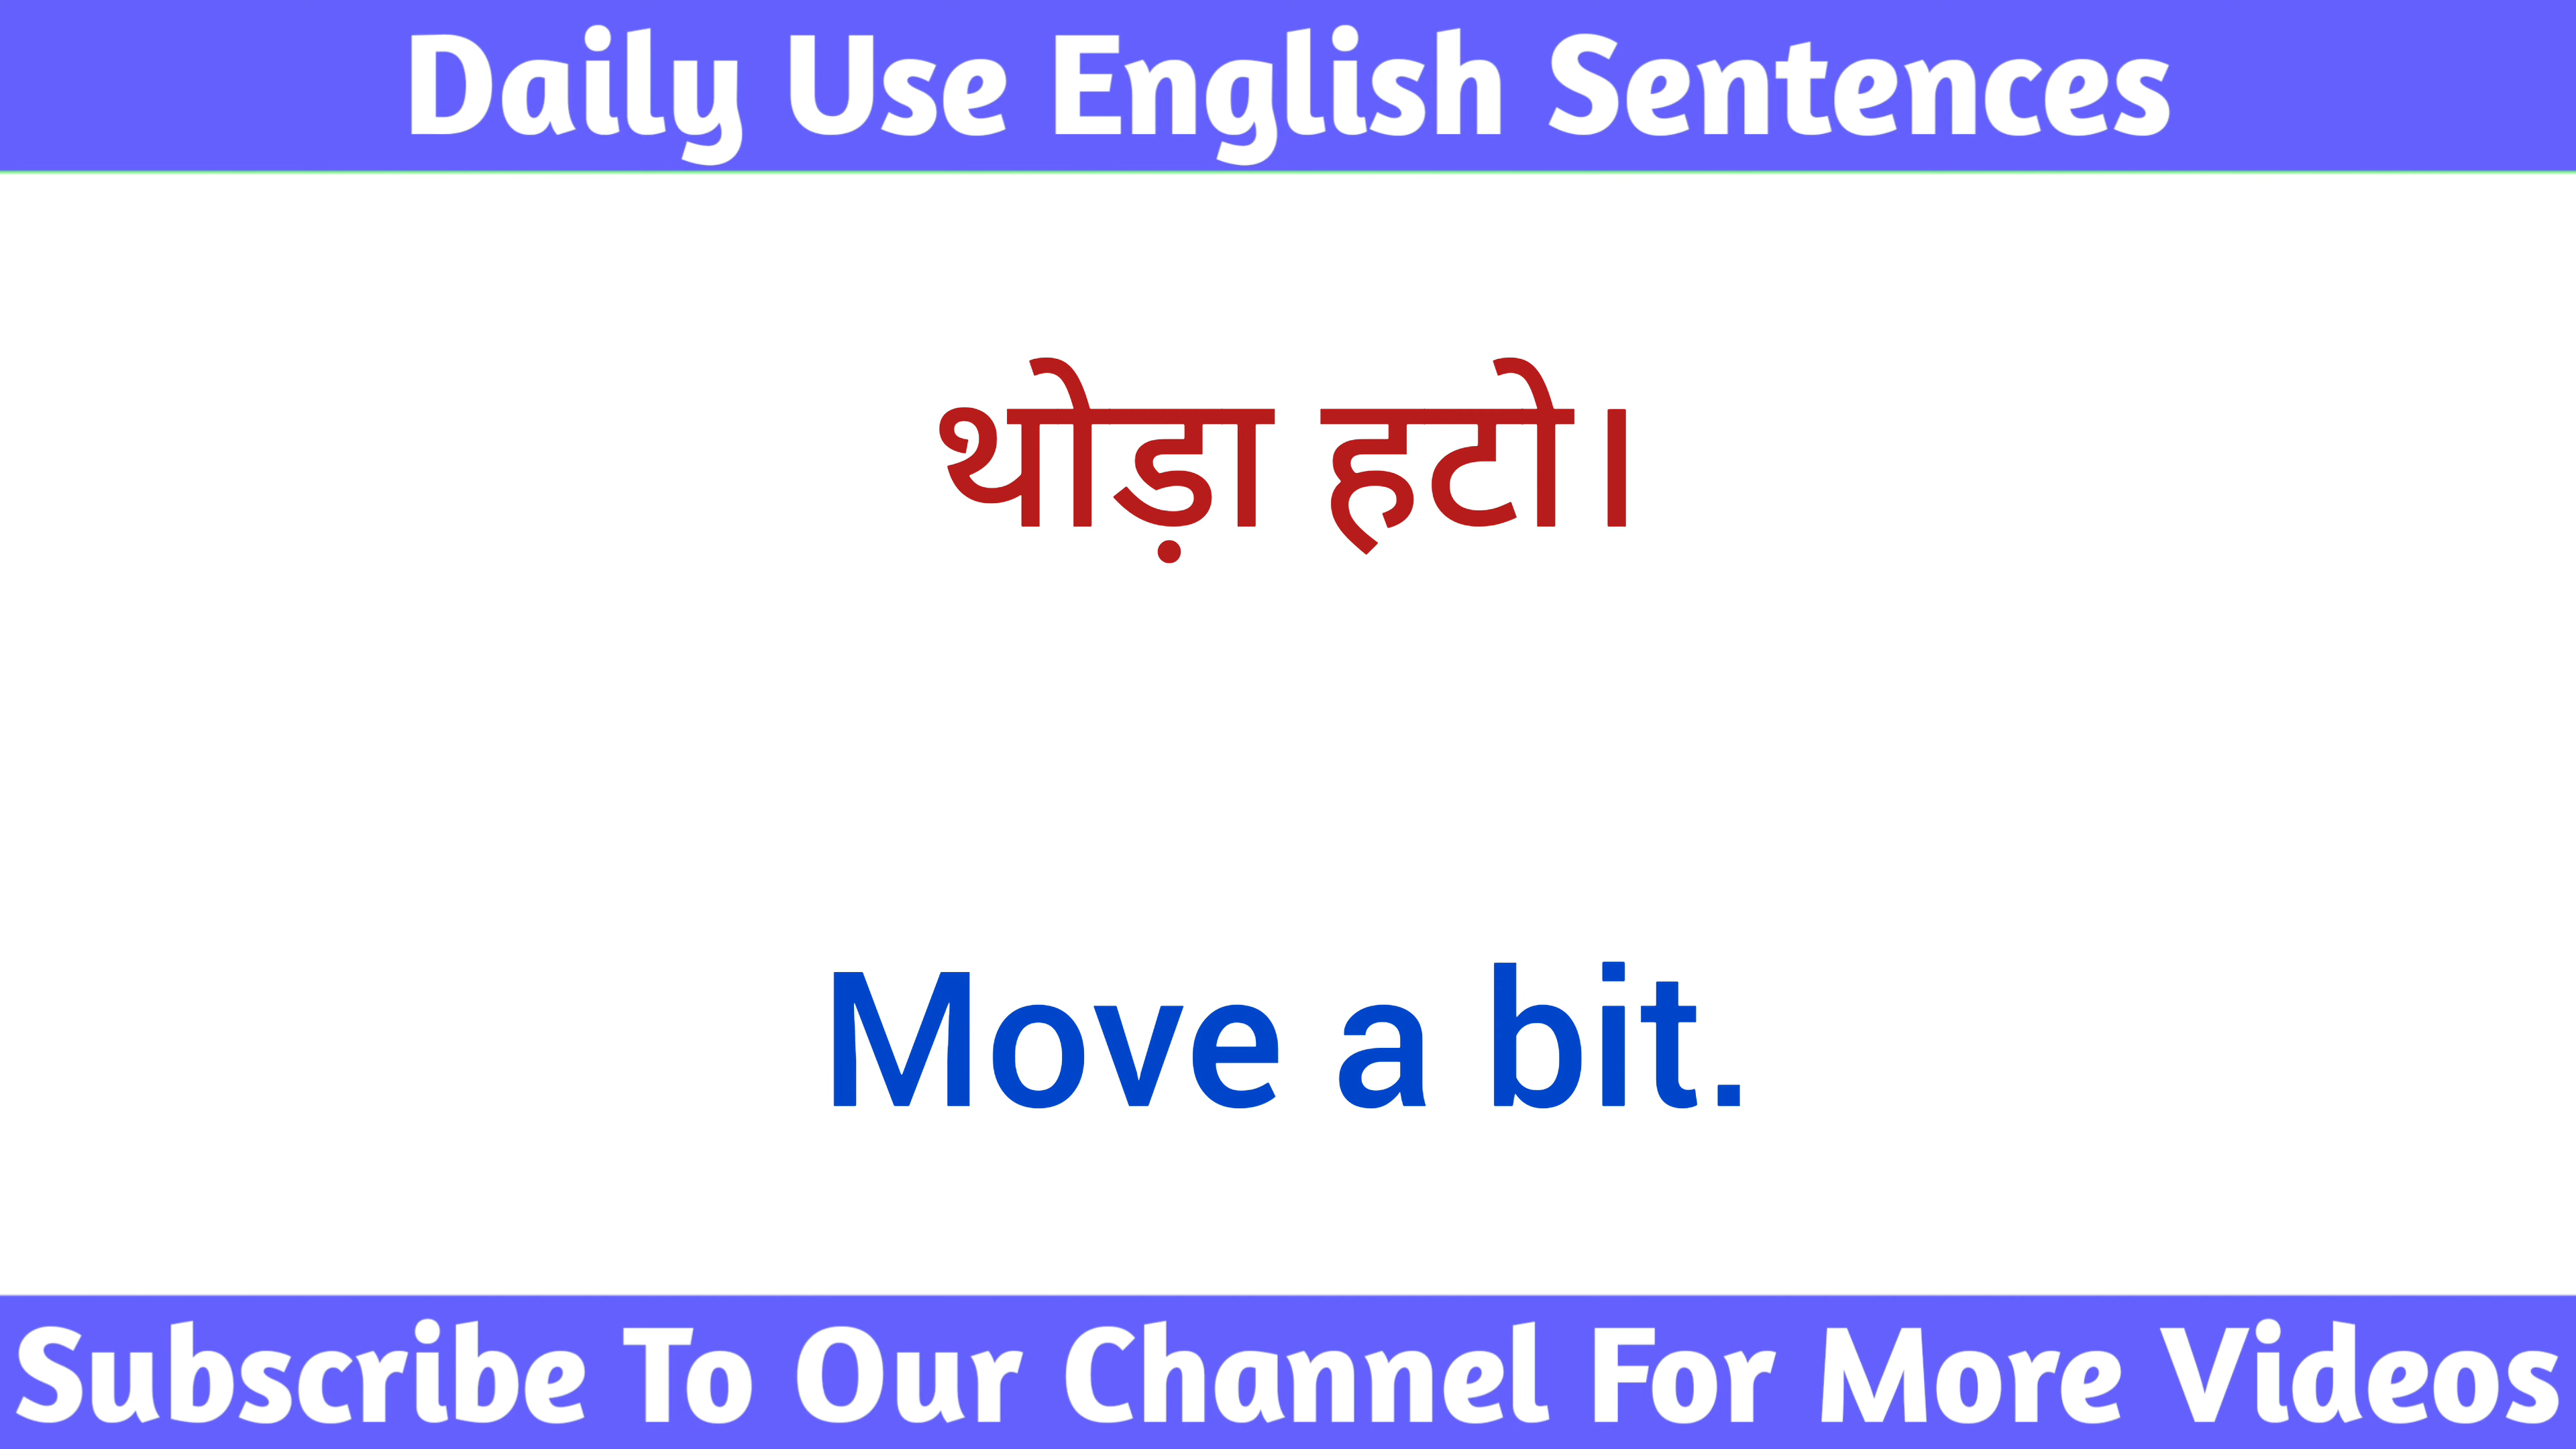 Daily Use English Sentences
थोड़ा हटो।
Move a bit.
Subscribe To Our Channel For More Videos